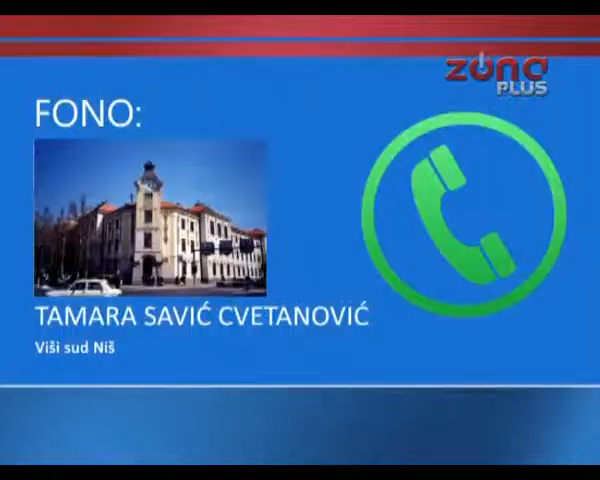 ZONA
PLUS
FONO:
TAMARA SAVIĆ CVETANOVIĆ
Viši sud Niš